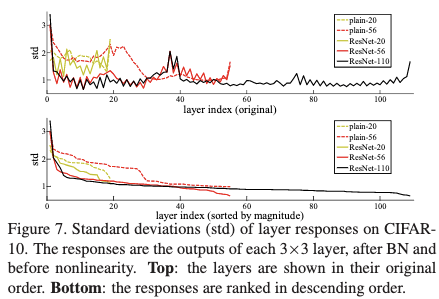 3
2
1
std
plain-20
plain-56
ResNet-20
ResNet-56
ResNet-110
0 20 40 60 80 100
layer index (original)
3
2
1
std
plain-20
plain-56
ResNet-20
ResNet-56
ResNet-110
0 20 40 60 80 100
layer index (sorted by magnitude)
Figure 7. Standard deviations (std) of layer responses on CIFAR-
10. The responses are the outputs of each 3×3 layer, after BN and
before nonlinearity. Top: the layers are shown in their original
order. Bottom: the responses are ranked in descending order.